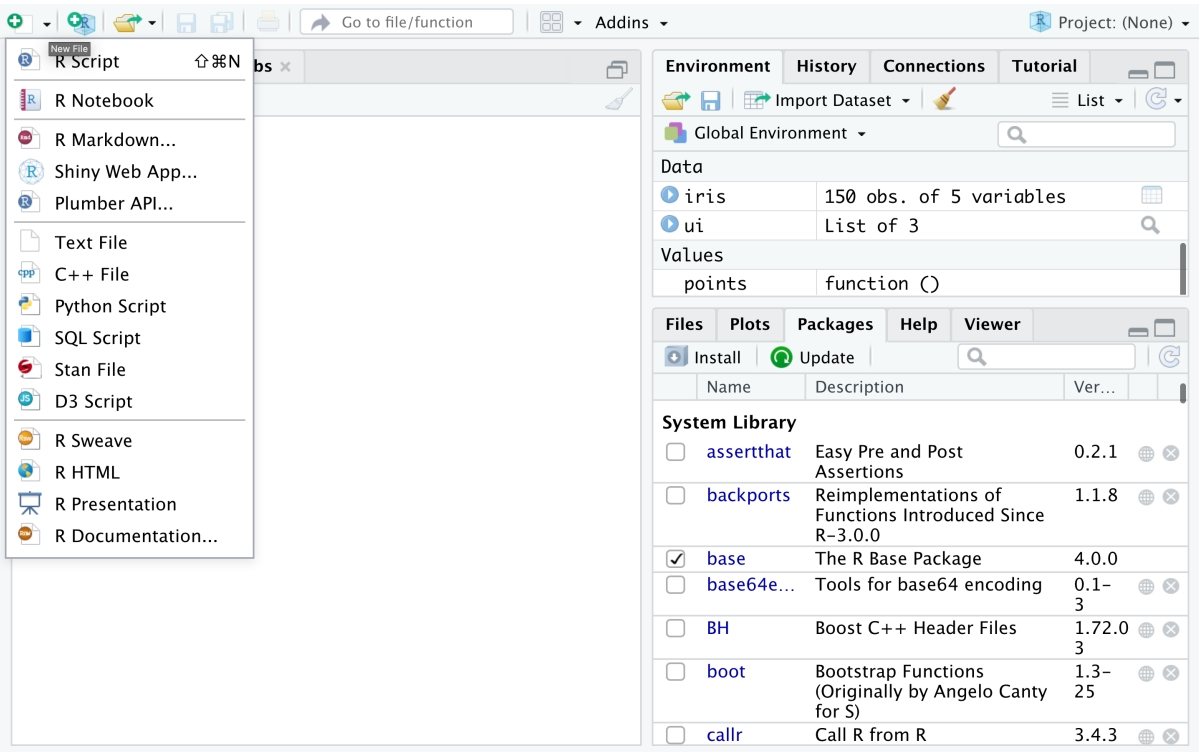 Go to file/function
Addins
Project: (None)
New File
R Script ⇧⌘N
R Notebook
R Markdown...
Shiny Web App...
Plumber API...
Text File
C++ File
Python Script
SQL Script
Stan File
D3 Script
R Sweave
R HTML
R Presentation
R Documentation...
bs
Environment History Connections Tutorial
Import Dataset List
Global Environment
Data
iris 150 obs. of 5 variables
ui List of 3
Values
points function ()
Files Plots Packages Help Viewer
Install Update
Name Description Ver...
System Library
assertthat Easy Pre and Post 0.2.1
Assertions
backports Reimplementations of 1.1.8
Functions Introduced Since
R-3.0.0
base The R Base Package 4.0.0
base64e... Tools for base64 encoding 0.1-
3
BH Boost C++ Header Files 1.72.0
3
boot Bootstrap Functions 1.3-
(Originally by Angelo Canty 25
for S)
callr Call R from R 3.4.3